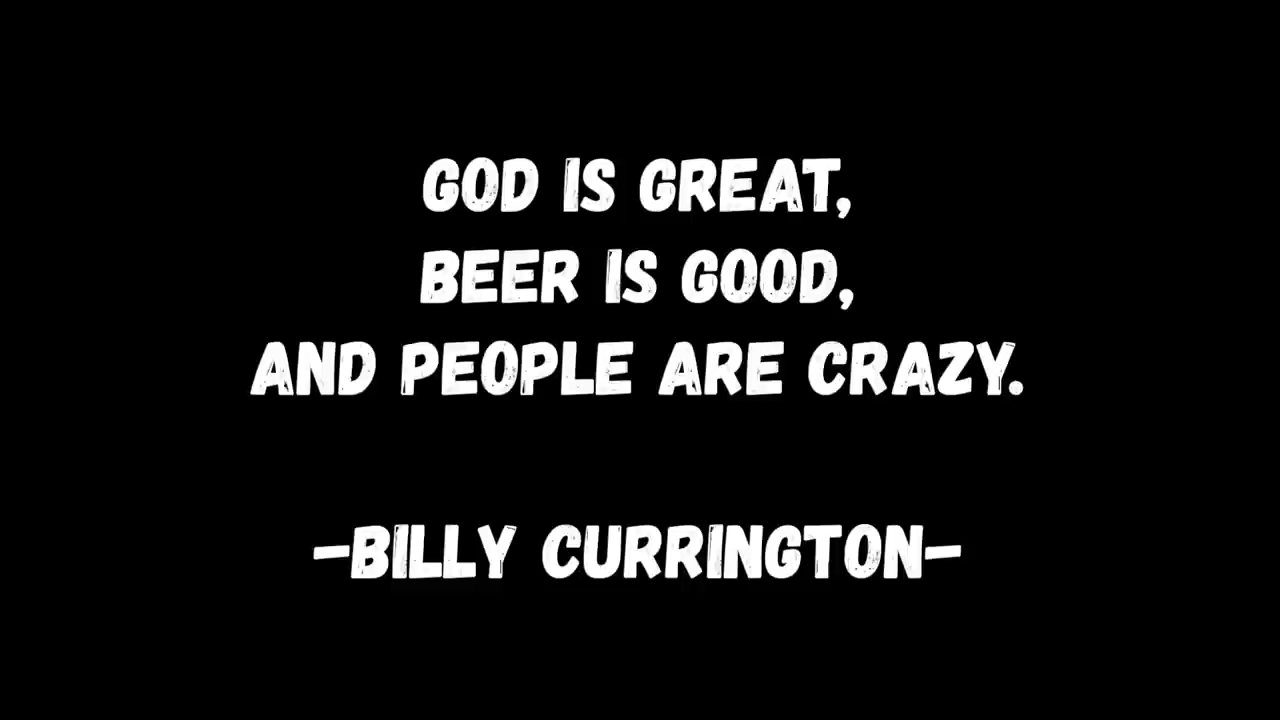 GOD IS GREAT,
BEER IS GOOD,
AND PEOPLE ARE CRAZY.
-BILLY CURRINGTON-